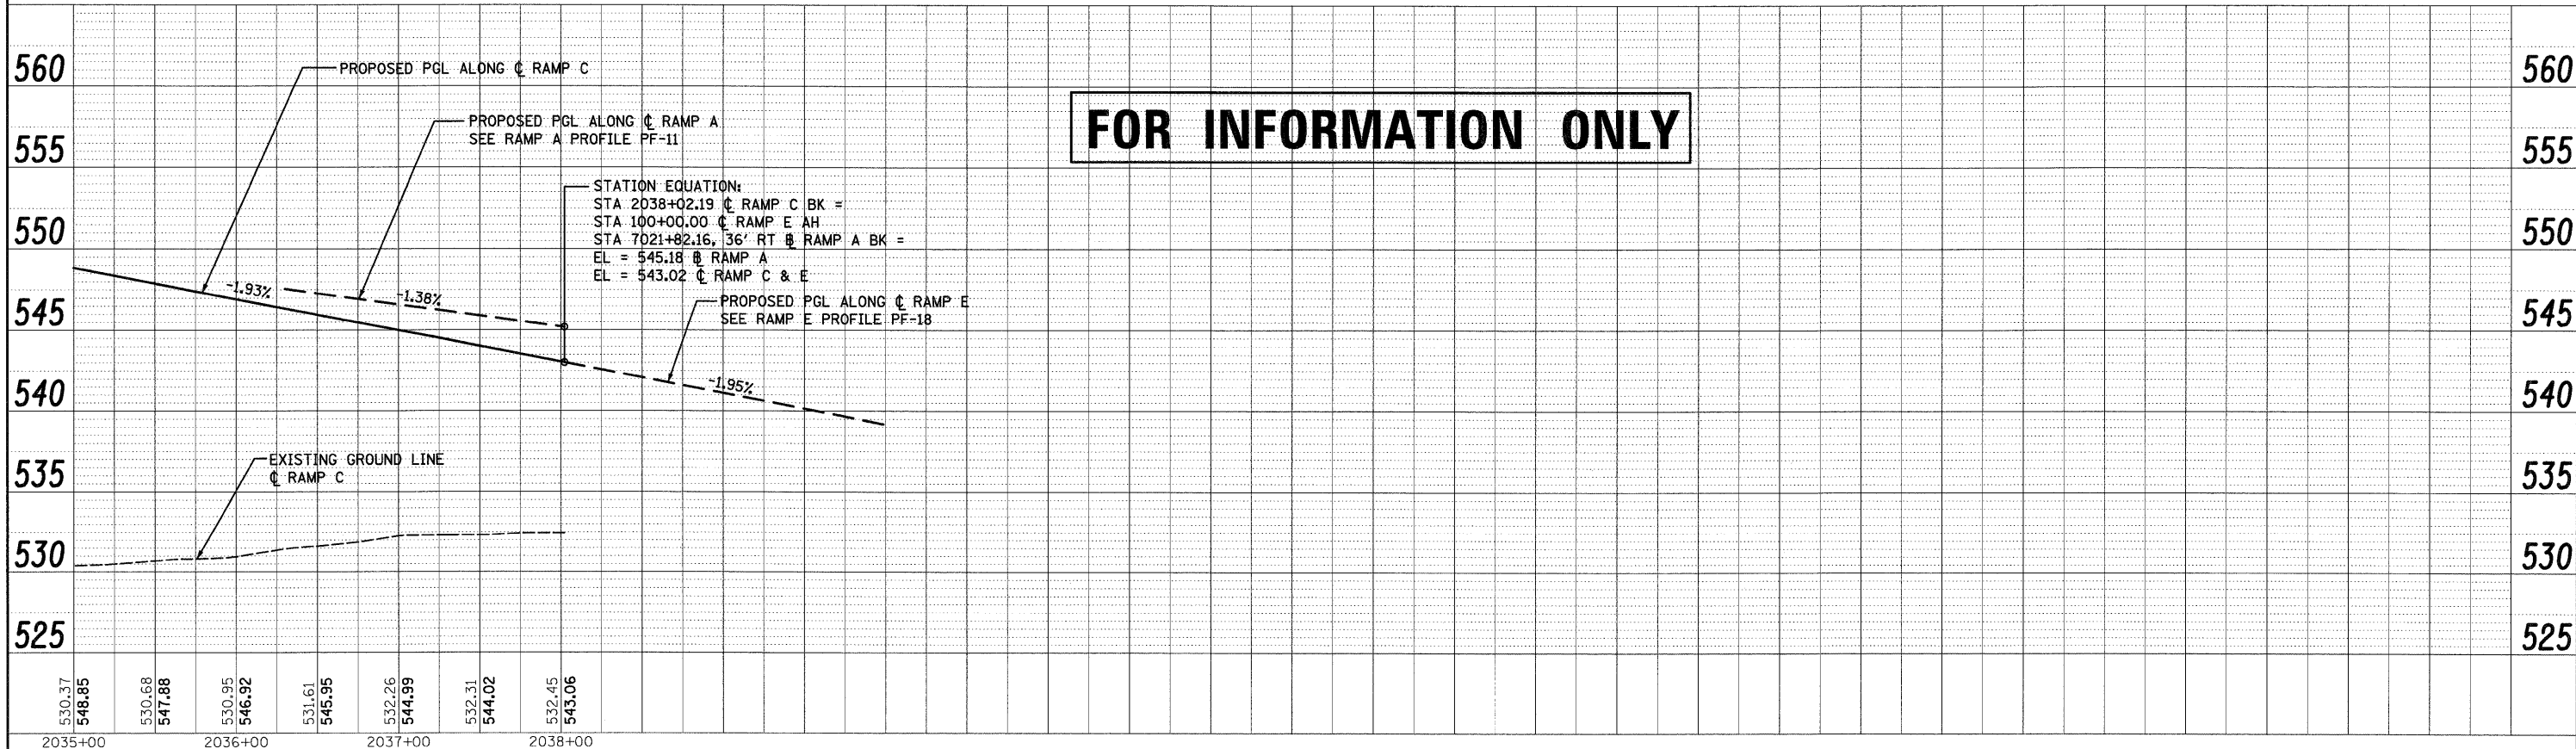 560
560
PROPOSED PGL ALONG ℄ RAMP C
FOR INFORMATION ONLY
PROPOSED PGL ALONG ℄ RAMP A
SEE RAMP A PROFILE PF-11
555
555
STATION EQUATION:
STA 2038+02.19 ℄ RAMP C BK =
STA 100+00.00 ℄ RAMP E AH
STA 7021+82.16, 36' RT B RAMP A BK =
EL = 545.18 B RAMP A
EL = 543.02 ℄ RAMP C & E
550
550
-1.93%
-1.38%
PROPOSED PGL ALONG ℄ RAMP E
SEE RAMP E PROFILE PF-18
545
545
-1.95%
540
540
EXISTING GROUND LINE
℄ RAMP C
535
535
530
530
525
525
530.37
548.85
530.68
547.88
530.95
546.92
531.61
545.95
532.26
544.99
532.31
544.02
532.45
543.06
2035+00
2036+00
2037+00
2038+00